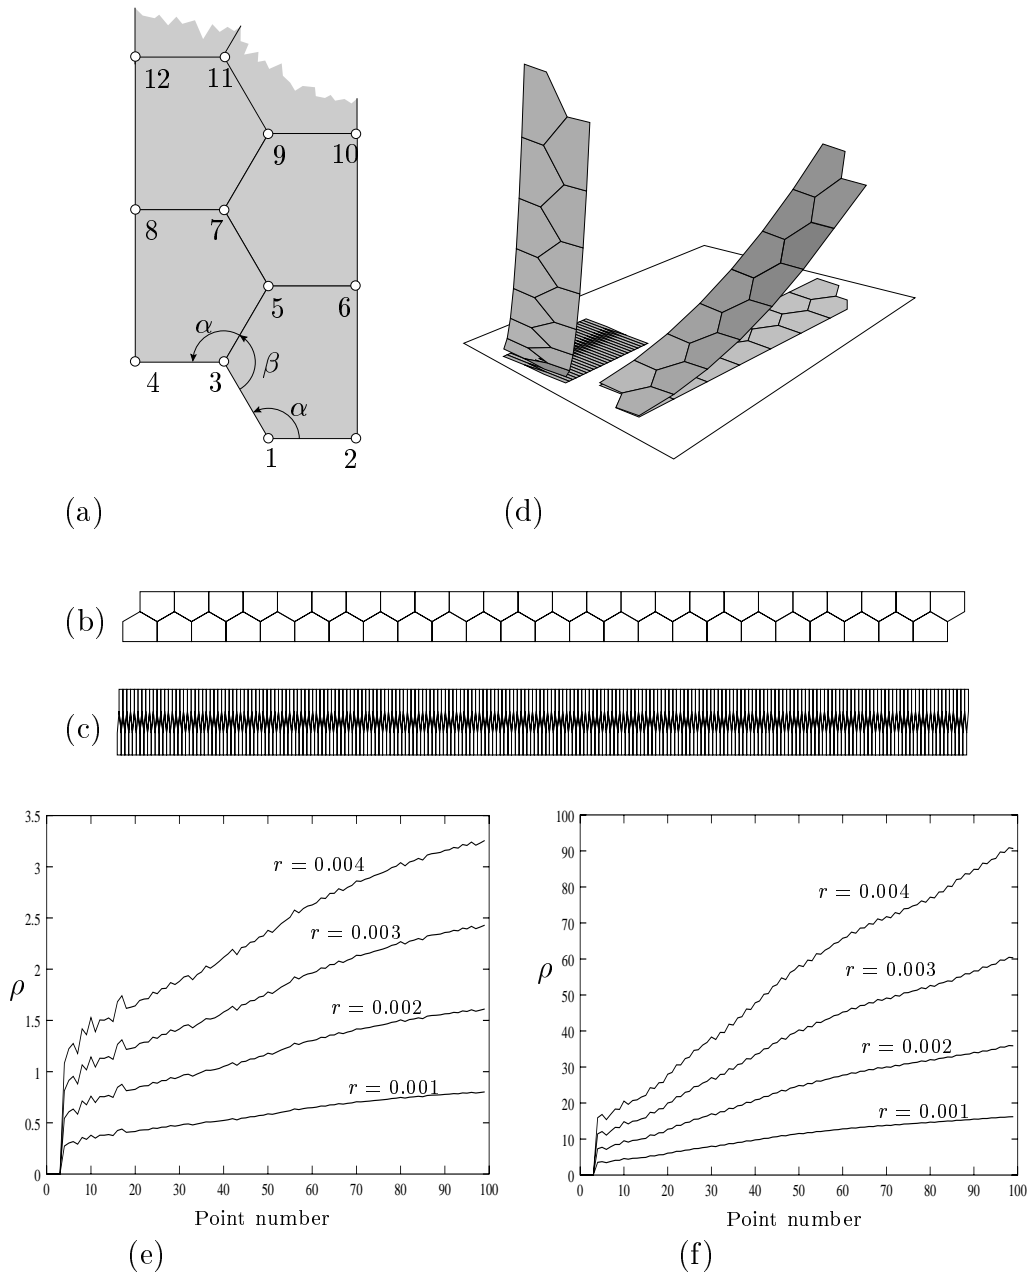 12 11
9 10
8 7
5 6
α
β
4 3
α
1 2
(a)
(d)
(b)
(c)
3.5
3
2.5
2
1.5
1
0.5
0
ρ
r = 0.004
r = 0.003
r = 0.002
r = 0.001
0 10 20 30 40 50 60 70 80 90 100
Point number
(e)
100
90
80
70
60
50
40
30
20
10
0
ρ
r = 0.004
r = 0.003
r = 0.002
r = 0.001
0 10 20 30 40 50 60 70 80 90 100
Point number
(f)